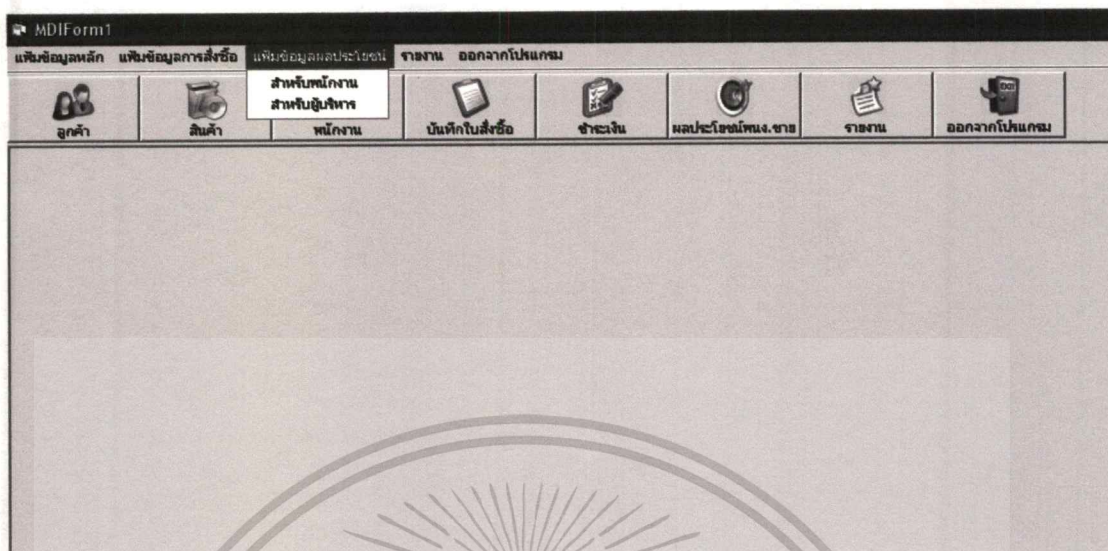 MDIForm1
แฟ้มข้อมูลหลัก แฟ้มข้อมูลการสั่งซื้อ แฟ้มข้อมูลผลประโยชน์ รายงาน ออกจากโปรแกรม
สำหรับพนักงาน
สำหรับผู้บริหาร
ลูกค้า สินค้า พนักงาน บันทึกใบสั่งซื้อ ชำระเงิน ผลประโยชน์พนง.ขาย รายงาน ออกจากโปรแกรม